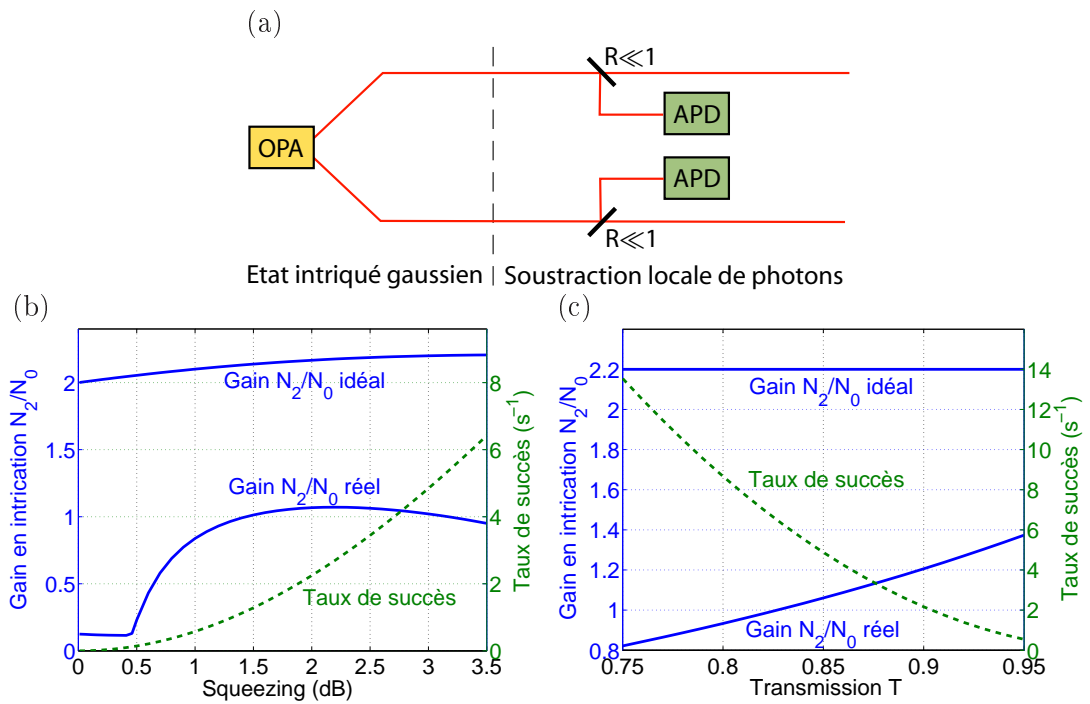 (a)
R≪1
APD
OPA
APD
R≪1
Etat intriqué gaussien
Soustraction locale de photons
(b)
Gain en intrication N2/N0
2
1.5
1
0.5
0
Gain N2/N0 idéal
Gain N2/N0 réel
Taux de succès
8
6
4
2
0
Taux de succès (s−1)
0
0.5
1
1.5
2
2.5
3
3.5
Squeezing (dB)
(c)
Gain en intrication N2/N0
2.2
2
1.8
1.6
1.4
1.2
1
0.8
Gain N2/N0 idéal
Taux de succès
Gain N2/N0 réel
14
12
10
8
6
4
2
0
Taux de succès (s−1)
0.75
0.8
0.85
0.9
0.95
Transmission T